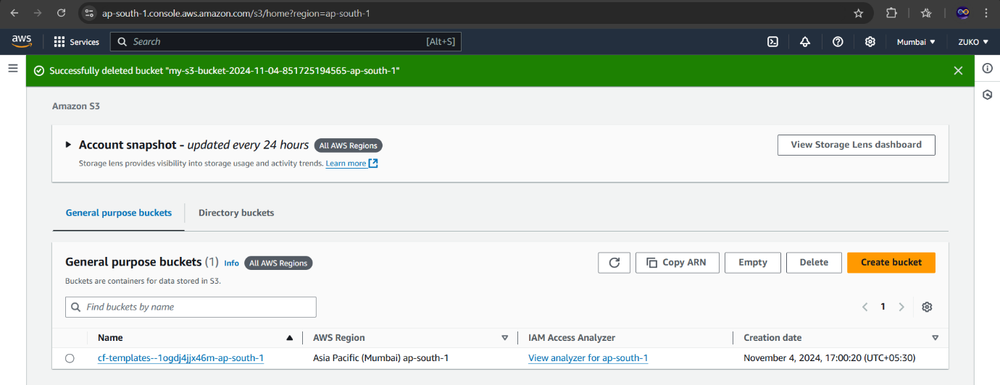 ap-south-1.console.aws.amazon.com/s3/home?region=ap-south-1
aws Services Search [Alt+S] Mumbai ▼ ZUKO ▼
Successfully deleted bucket "my-s3-bucket-2024-11-04-851725194565-ap-south-1"
Amazon S3
Account snapshot - updated every 24 hours All AWS Regions View Storage Lens dashboard
Storage lens provides visibility into storage usage and activity trends. Learn more
General purpose buckets Directory buckets
General purpose buckets (1) Info All AWS Regions Copy ARN Empty Delete Create bucket
Buckets are containers for data stored in S3.
Find buckets by name 1
Name AWS Region IAM Access Analyzer Creation date
cf-templates--1ogdj4jjx46m-ap-south-1 Asia Pacific (Mumbai) ap-south-1 View analyzer for ap-south-1 November 4, 2024, 17:00:20 (UTC+05:30)